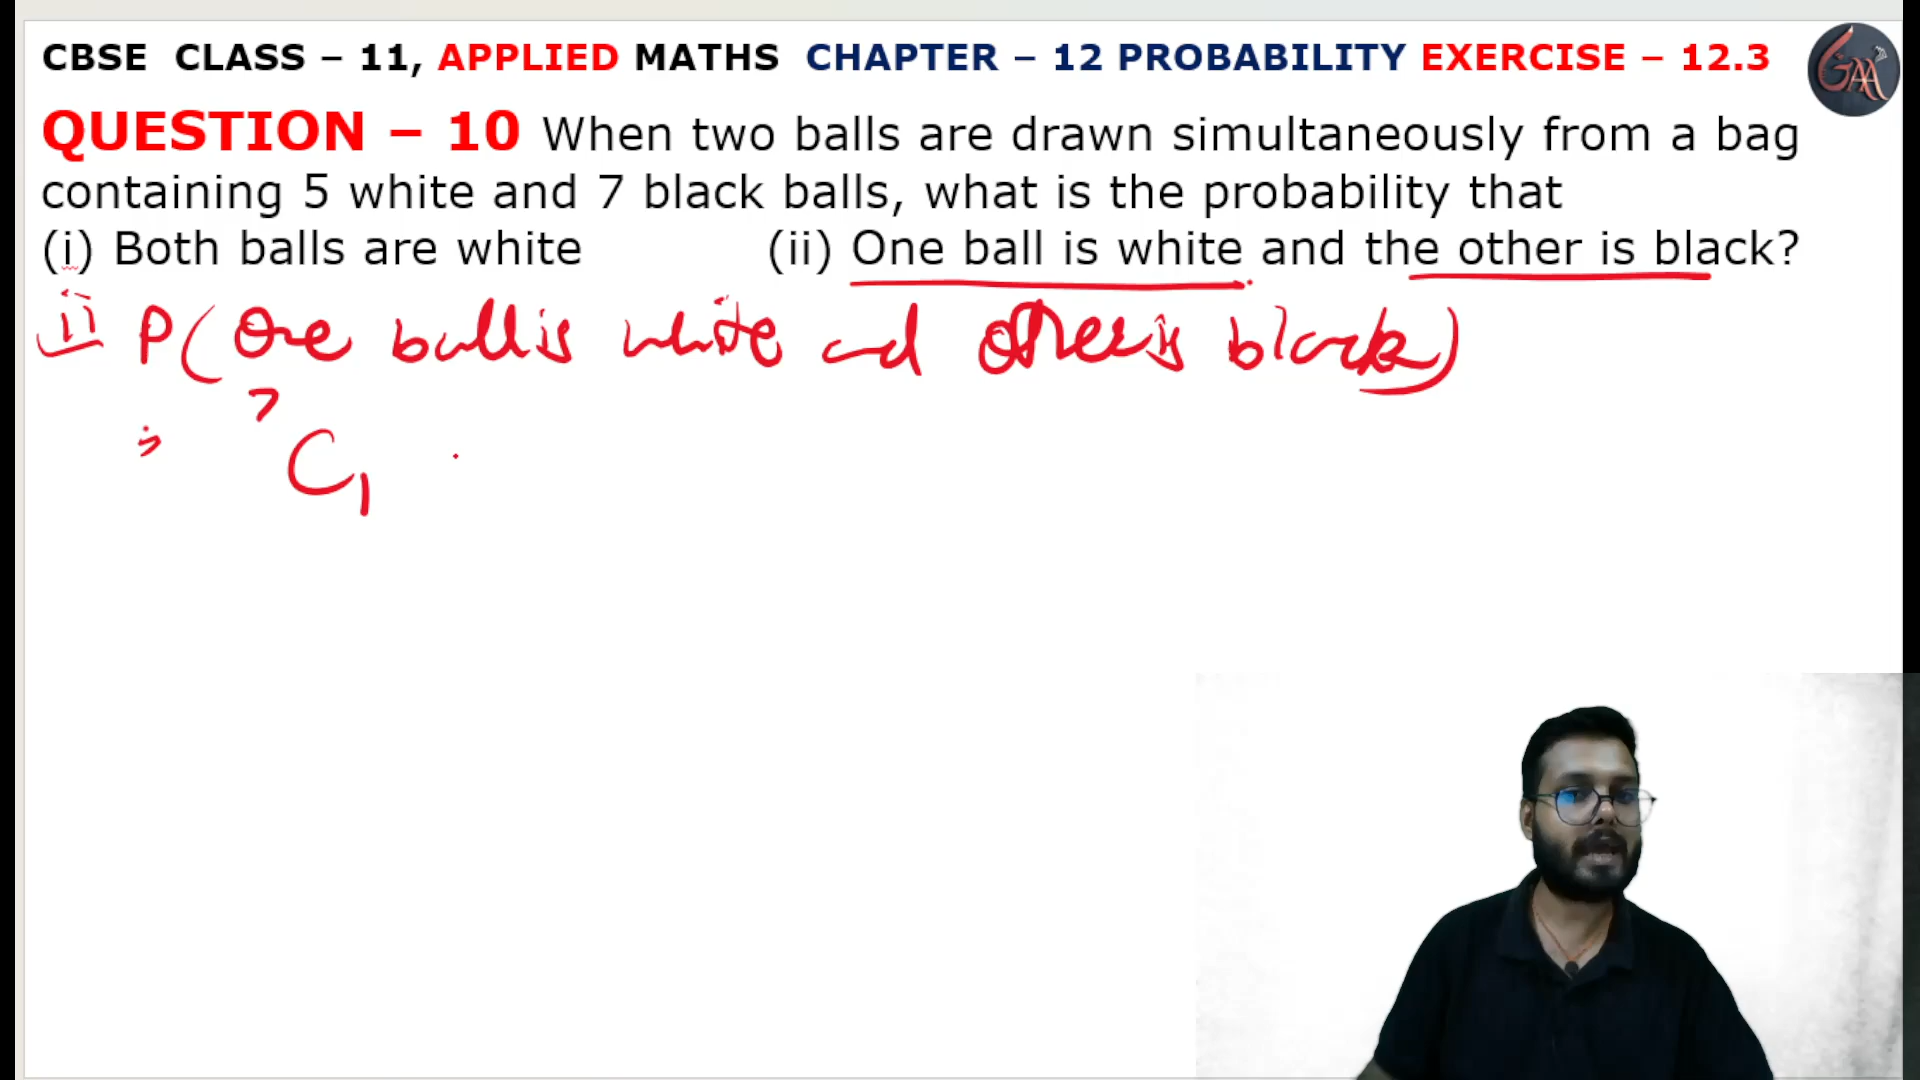 CBSE CLASS – 11, APPLIED MATHS CHAPTER – 12 PROBABILITY EXERCISE – 12.3
GAA
QUESTION – 10 When two balls are drawn simultaneously from a bag
containing 5 white and 7 black balls, what is the probability that
(i) Both balls are white (ii) One ball is white and the other is black?
ii P(One ball is white and other is black)
= 7C1